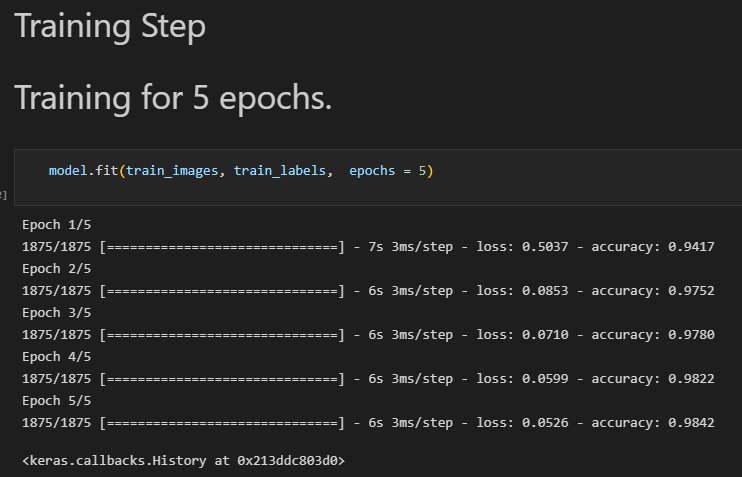 Training Step
Training for 5 epochs.
model.fit(train_images, train_labels,  epochs = 5)
]
Epoch 1/5
1875/1875 [==============================] - 7s 3ms/step - loss: 0.5037 - accuracy: 0.9417
Epoch 2/5
1875/1875 [==============================] - 6s 3ms/step - loss: 0.0853 - accuracy: 0.9752
Epoch 3/5
1875/1875 [==============================] - 6s 3ms/step - loss: 0.0710 - accuracy: 0.9780
Epoch 4/5
1875/1875 [==============================] - 6s 3ms/step - loss: 0.0599 - accuracy: 0.9822
Epoch 5/5
1875/1875 [==============================] - 6s 3ms/step - loss: 0.0526 - accuracy: 0.9842
<keras.callbacks.History at 0x213ddc803d0>